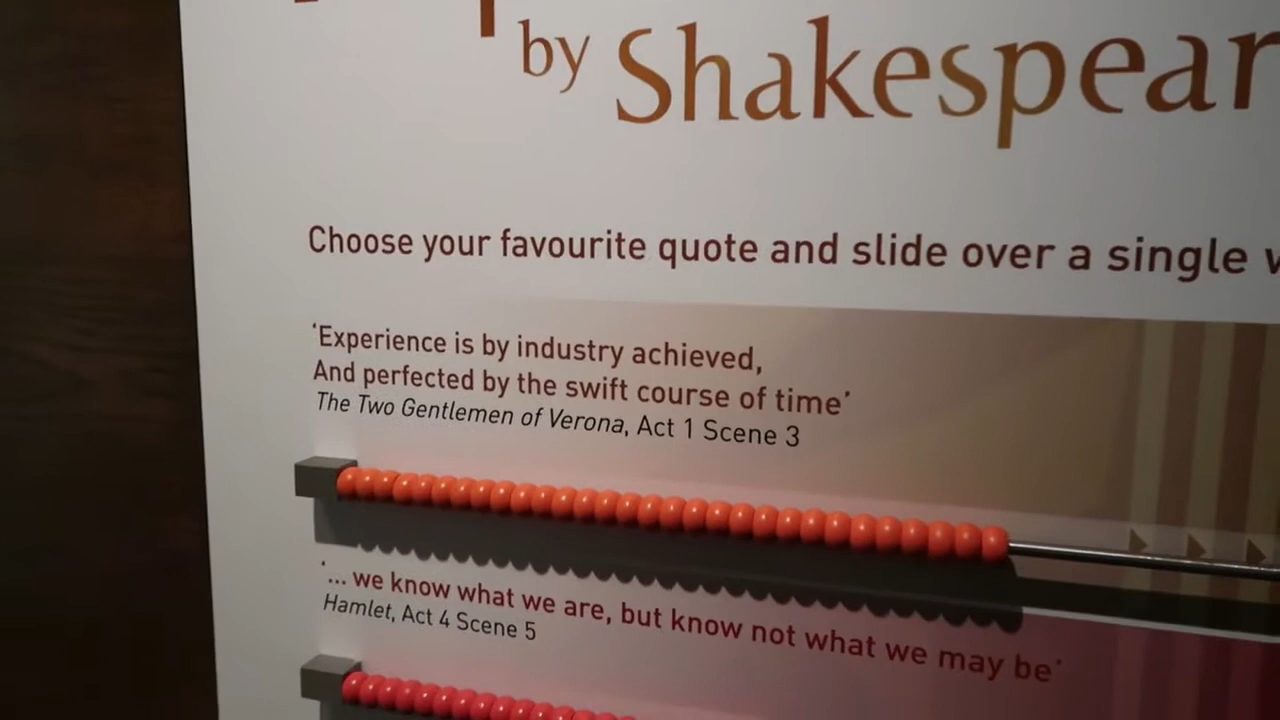 by Shakespear
Choose your favourite quote and slide over a single
‘Experience is by industry achieved,
And perfected by the swift course of time’
The Two Gentlemen of Verona, Act 1 Scene 3
‘... we know what we are, but know not what we may be’
Hamlet, Act 4 Scene 5